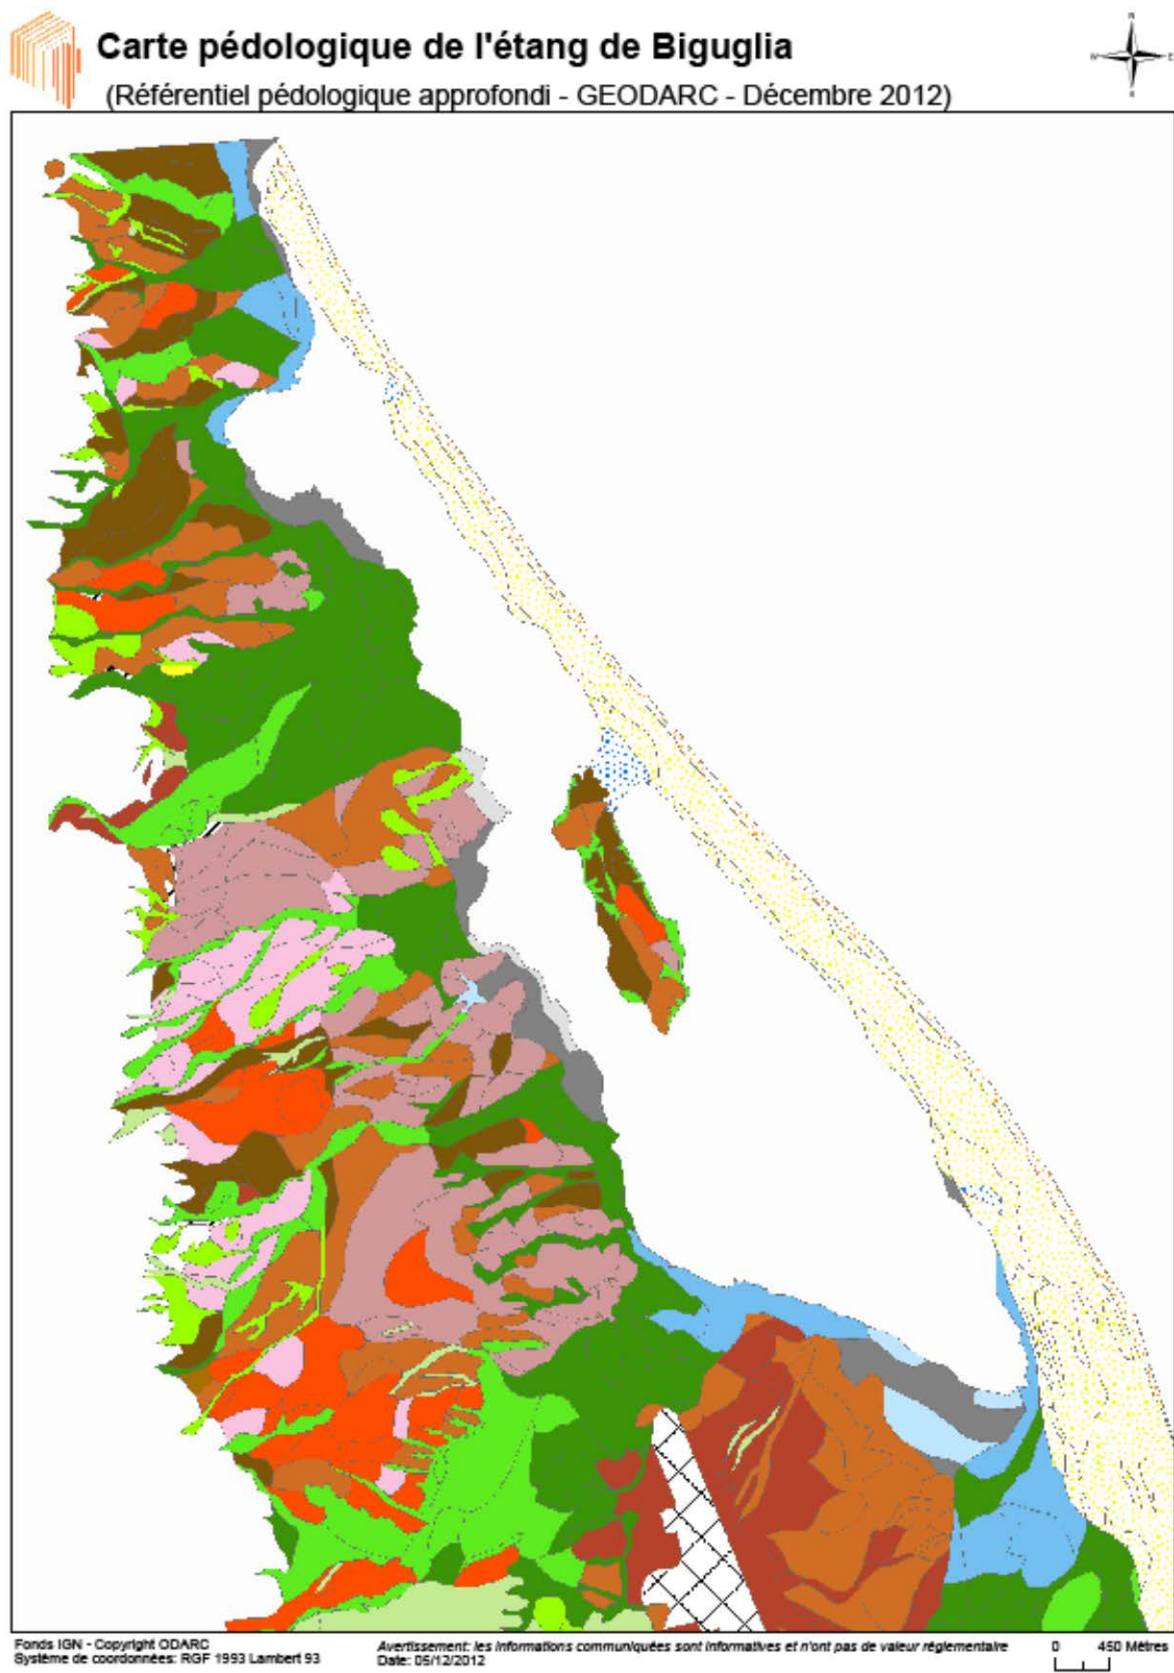 Carte pédologique de l'étang de Biguglia
(Référentiel pédologique approfondi - GEODARC - Décembre 2012)
N
W
E
S
Fonds IGN - Copyright ODARC
Système de coordonnées: RGF 1993 Lambert 93
Avertissement: les informations communiquées sont informatives et n'ont pas de valeur réglementaire
Date: 05/12/2012
0 450 Mètres